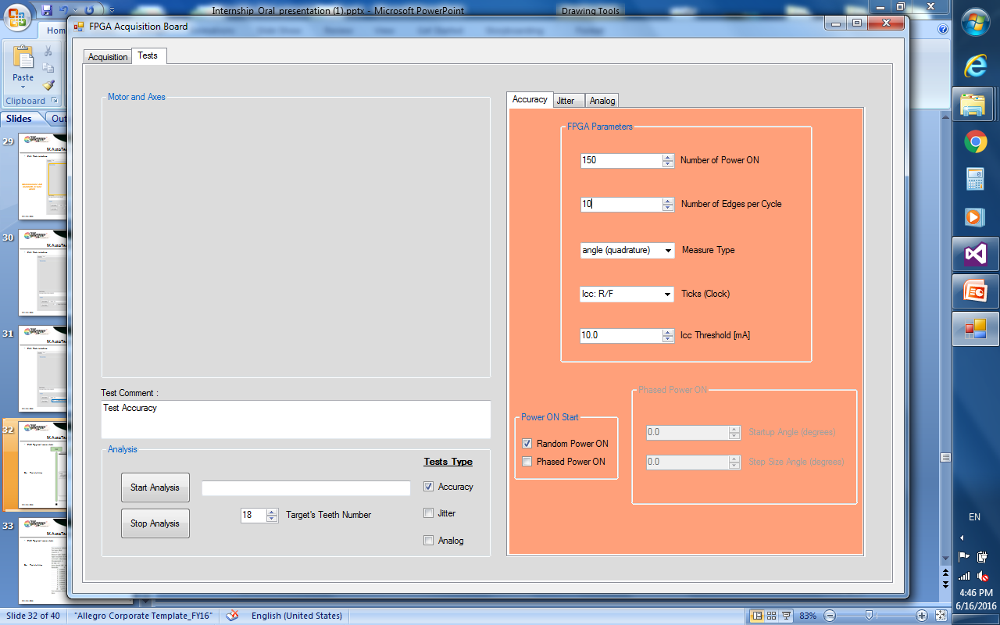 Internship_Oral_presentation (1).pptx - Microsoft PowerPoint
Drawing Tools
FPGA Acquisition Board
Hom
Paste
Clipboard
Slides
Out
Acquisition
Tests
Motor and Axes
Accuracy
Jitter
Analog
FPGA Parameters
150
Number of Power ON
10
Number of Edges per Cycle
angle (quadrature)
Measure Type
Icc: R/F
Ticks (Clock)
10.0
Icc Threshold [mA]
Test Comment :
Test Accuracy
Analysis
Start Analysis
Stop Analysis
18
Target's Teeth Number
Tests Type
Accuracy
Jitter
Analog
Power ON Start
Random Power ON
Phased Power ON
Phased Power ON
0.0
Startup Angle (degrees)
0.0
Step Size Angle (degrees)
29
30
31
32
33
Slide 32 of 40
"Allegro Corporate Template_FY16"
English (United States)
83%
EN
4:46 PM
6/16/2016